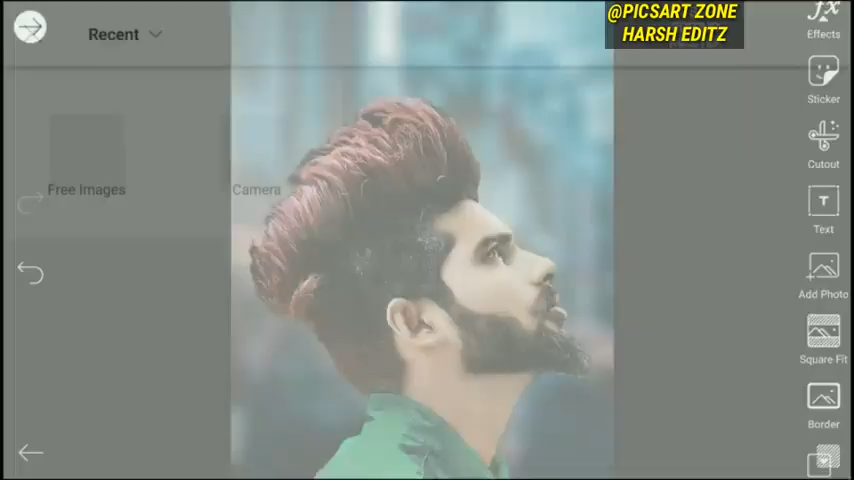 @PICSART ZONE
HARSH EDITZ
Recent
Free Images
Camera
Effects
Sticker
Cutout
Text
Add Photo
Square Fit
Border